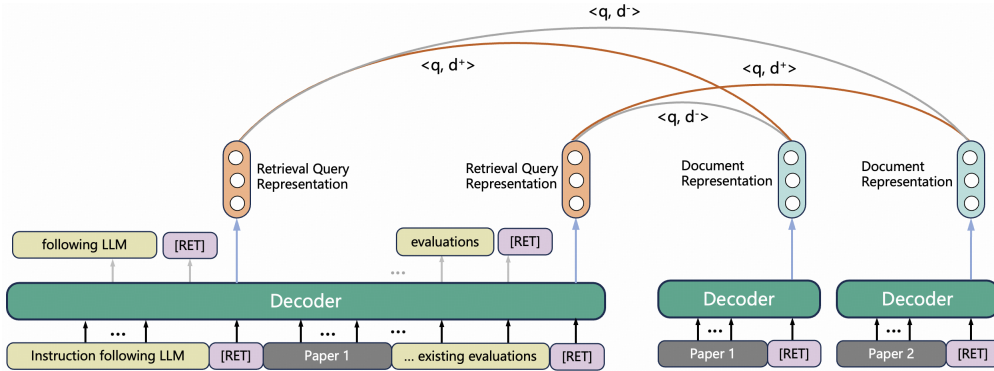 <q, d⁻>
<q, d⁺>
<q, d⁺>
<q, d⁻>
Retrieval Query
Representation
Retrieval Query
Representation
Document
Representation
Document
Representation
following LLM
[RET]
...
evaluations
[RET]
Decoder
Decoder
Decoder
...
...
...
...
...
Instruction following LLM
[RET]
Paper 1
... existing evaluations
[RET]
Paper 1
[RET]
Paper 2
[RET]